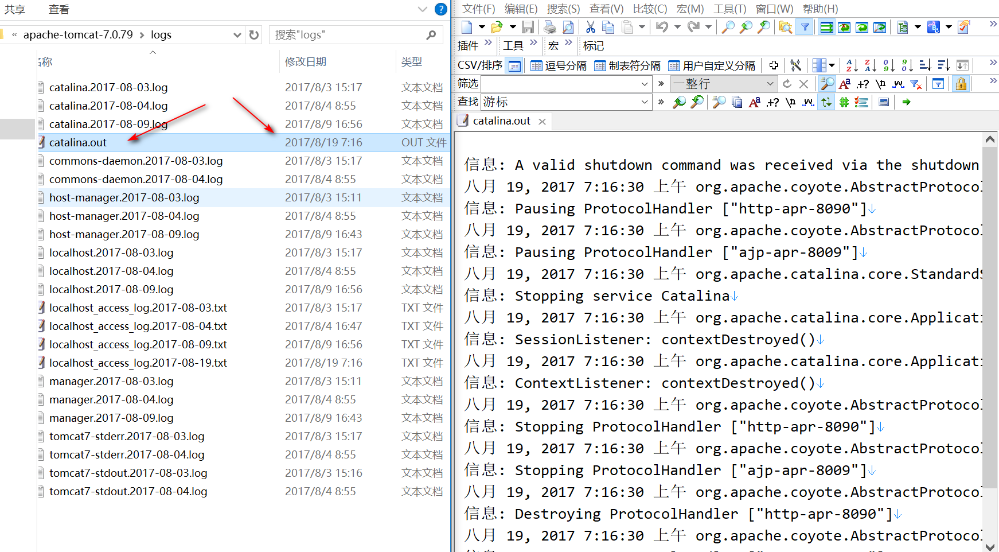 共享 查看
« apache-tomcat-7.0.79 › logs 搜索"logs"
名称 修改日期 类型
catalina.2017-08-03.log 2017/8/3 15:17 文本文档
catalina.2017-08-04.log 2017/8/4 8:55 文本文档
catalina.2017-08-09.log 2017/8/9 16:56 文本文档
catalina.out 2017/8/19 7:16 OUT 文件
commons-daemon.2017-08-03.log 2017/8/3 15:17 文本文档
commons-daemon.2017-08-04.log 2017/8/4 8:55 文本文档
host-manager.2017-08-03.log 2017/8/3 15:11 文本文档
host-manager.2017-08-04.log 2017/8/4 8:55 文本文档
host-manager.2017-08-09.log 2017/8/9 16:43 文本文档
localhost.2017-08-03.log 2017/8/3 15:17 文本文档
localhost.2017-08-04.log 2017/8/4 8:55 文本文档
localhost.2017-08-09.log 2017/8/9 16:56 文本文档
localhost_access_log.2017-08-03.txt 2017/8/3 15:17 TXT 文件
localhost_access_log.2017-08-04.txt 2017/8/4 16:47 TXT 文件
localhost_access_log.2017-08-09.txt 2017/8/9 16:56 TXT 文件
localhost_access_log.2017-08-19.txt 2017/8/19 7:16 TXT 文件
manager.2017-08-03.log 2017/8/3 15:11 文本文档
manager.2017-08-04.log 2017/8/4 8:55 文本文档
manager.2017-08-09.log 2017/8/9 16:43 文本文档
tomcat7-stderr.2017-08-03.log 2017/8/3 15:17 文本文档
tomcat7-stderr.2017-08-04.log 2017/8/4 8:55 文本文档
tomcat7-stdout.2017-08-03.log 2017/8/3 15:16 文本文档
tomcat7-stdout.2017-08-04.log 2017/8/4 8:55 文本文档
文件(F) 编辑(E) 搜索(S) 查看(V) 比较(C) 宏(M) 工具(T) 窗口(W) 帮助(H)
插件 » 工具 » 宏 » 标记
CSV/排序 逗号分隔 制表符分隔 用户自定义分隔
筛选 » 一整行
查找 游标 »
catalina.out
信息: A valid shutdown command was received via the shutdown
八月 19, 2017 7:16:30 上午 org.apache.coyote.AbstractProtocol
信息: Pausing ProtocolHandler ["http-apr-8090"]↓
八月 19, 2017 7:16:30 上午 org.apache.coyote.AbstractProtocol
信息: Pausing ProtocolHandler ["ajp-apr-8009"]↓
八月 19, 2017 7:16:30 上午 org.apache.catalina.core.StandardS
信息: Stopping service Catalina↓
八月 19, 2017 7:16:30 上午 org.apache.catalina.core.Applicati
信息: SessionListener: contextDestroyed()↓
八月 19, 2017 7:16:30 上午 org.apache.catalina.core.Applicati
信息: ContextListener: contextDestroyed()↓
八月 19, 2017 7:16:30 上午 org.apache.coyote.AbstractProtocol
信息: Stopping ProtocolHandler ["http-apr-8090"]↓
八月 19, 2017 7:16:30 上午 org.apache.coyote.AbstractProtocol
信息: Stopping ProtocolHandler ["ajp-apr-8009"]↓
八月 19, 2017 7:16:30 上午 org.apache.coyote.AbstractProtocol
信息: Destroying ProtocolHandler ["http-apr-8090"]↓
八月 19, 2017 7:16:30 上午 org.apache.coyote.AbstractProtocol